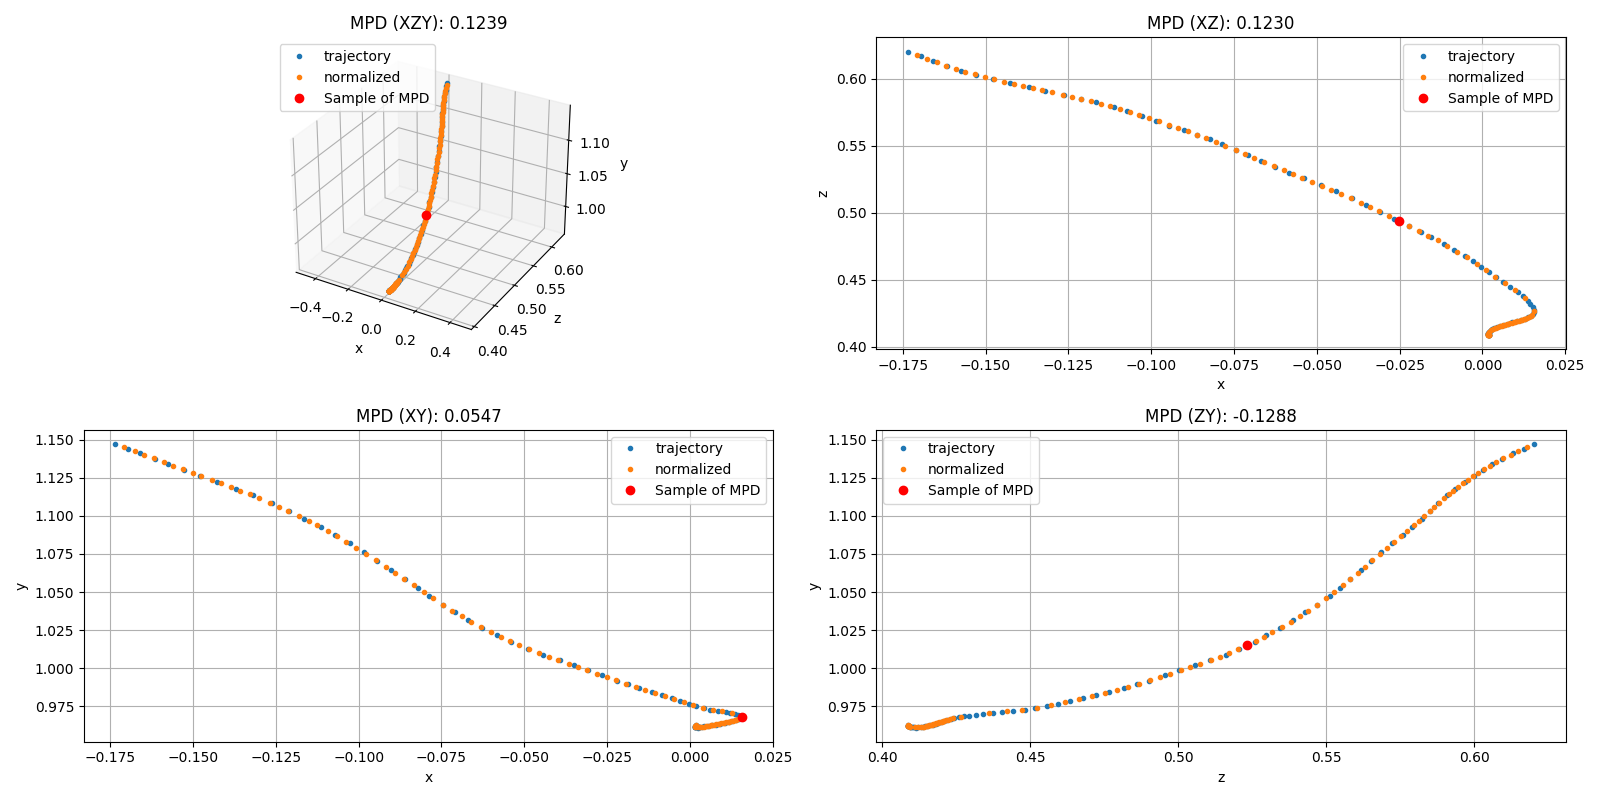 MPD (XZY): 0.1239
trajectory
normalized
Sample of MPD
1.10
1.05
1.00
y
0.60
0.55
0.50
0.45
0.40
z
−0.4
−0.2
0.0
0.2
0.4
x
MPD (XZ): 0.1230
trajectory
normalized
Sample of MPD
0.60
0.55
0.50
0.45
0.40
z
−0.175 −0.150 −0.125 −0.100 −0.075 −0.050 −0.025 0.000 0.025
x
MPD (XY): 0.0547
trajectory
normalized
Sample of MPD
1.150
1.125
1.100
1.075
1.050
1.025
1.000
0.975
y
−0.175 −0.150 −0.125 −0.100 −0.075 −0.050 −0.025 0.000 0.025
x
MPD (ZY): -0.1288
trajectory
normalized
Sample of MPD
1.150
1.125
1.100
1.075
1.050
1.025
1.000
0.975
y
0.40 0.45 0.50 0.55 0.60
z